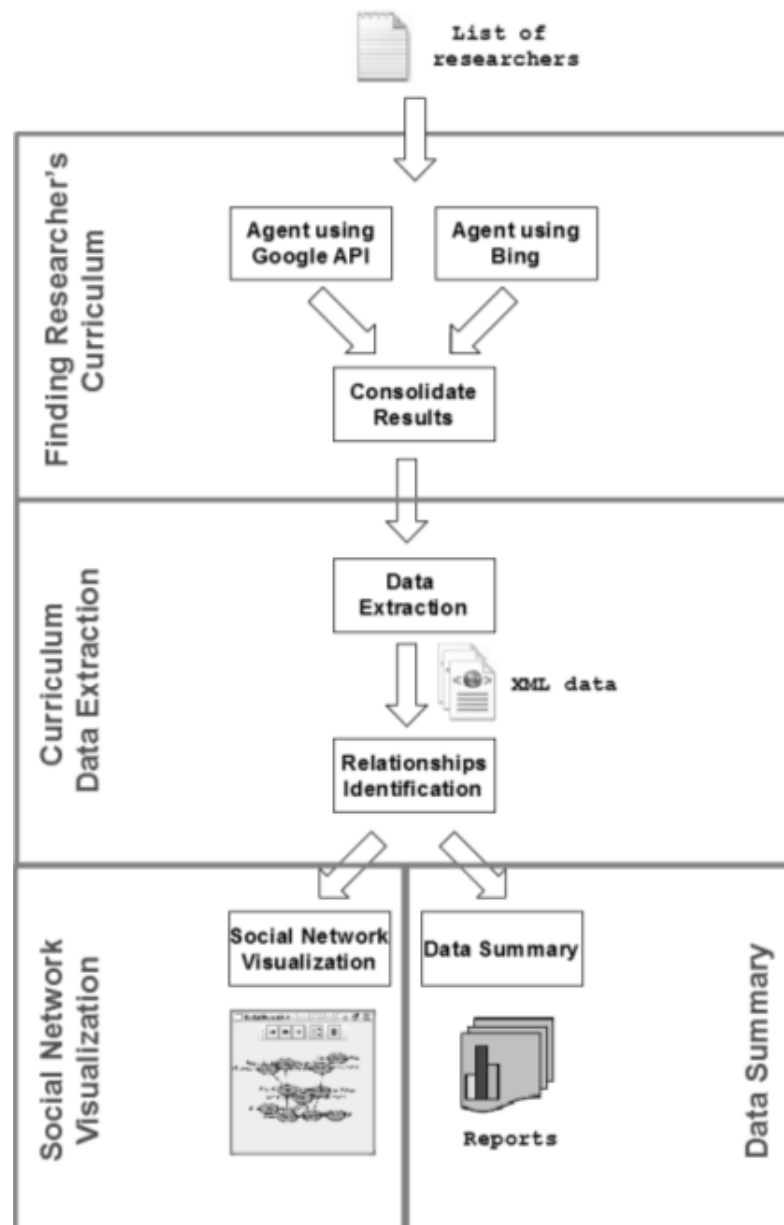 List of
researchers
Finding Researcher's
Curriculum
Agent using
Google API
Agent using
Bing
Consolidate
Results
Curriculum
Data Extraction
Data
Extraction
XML data
Relationships
Identification
Social Network
Visualization
Social Network
Visualization
Data Summary
Reports
Data Summary